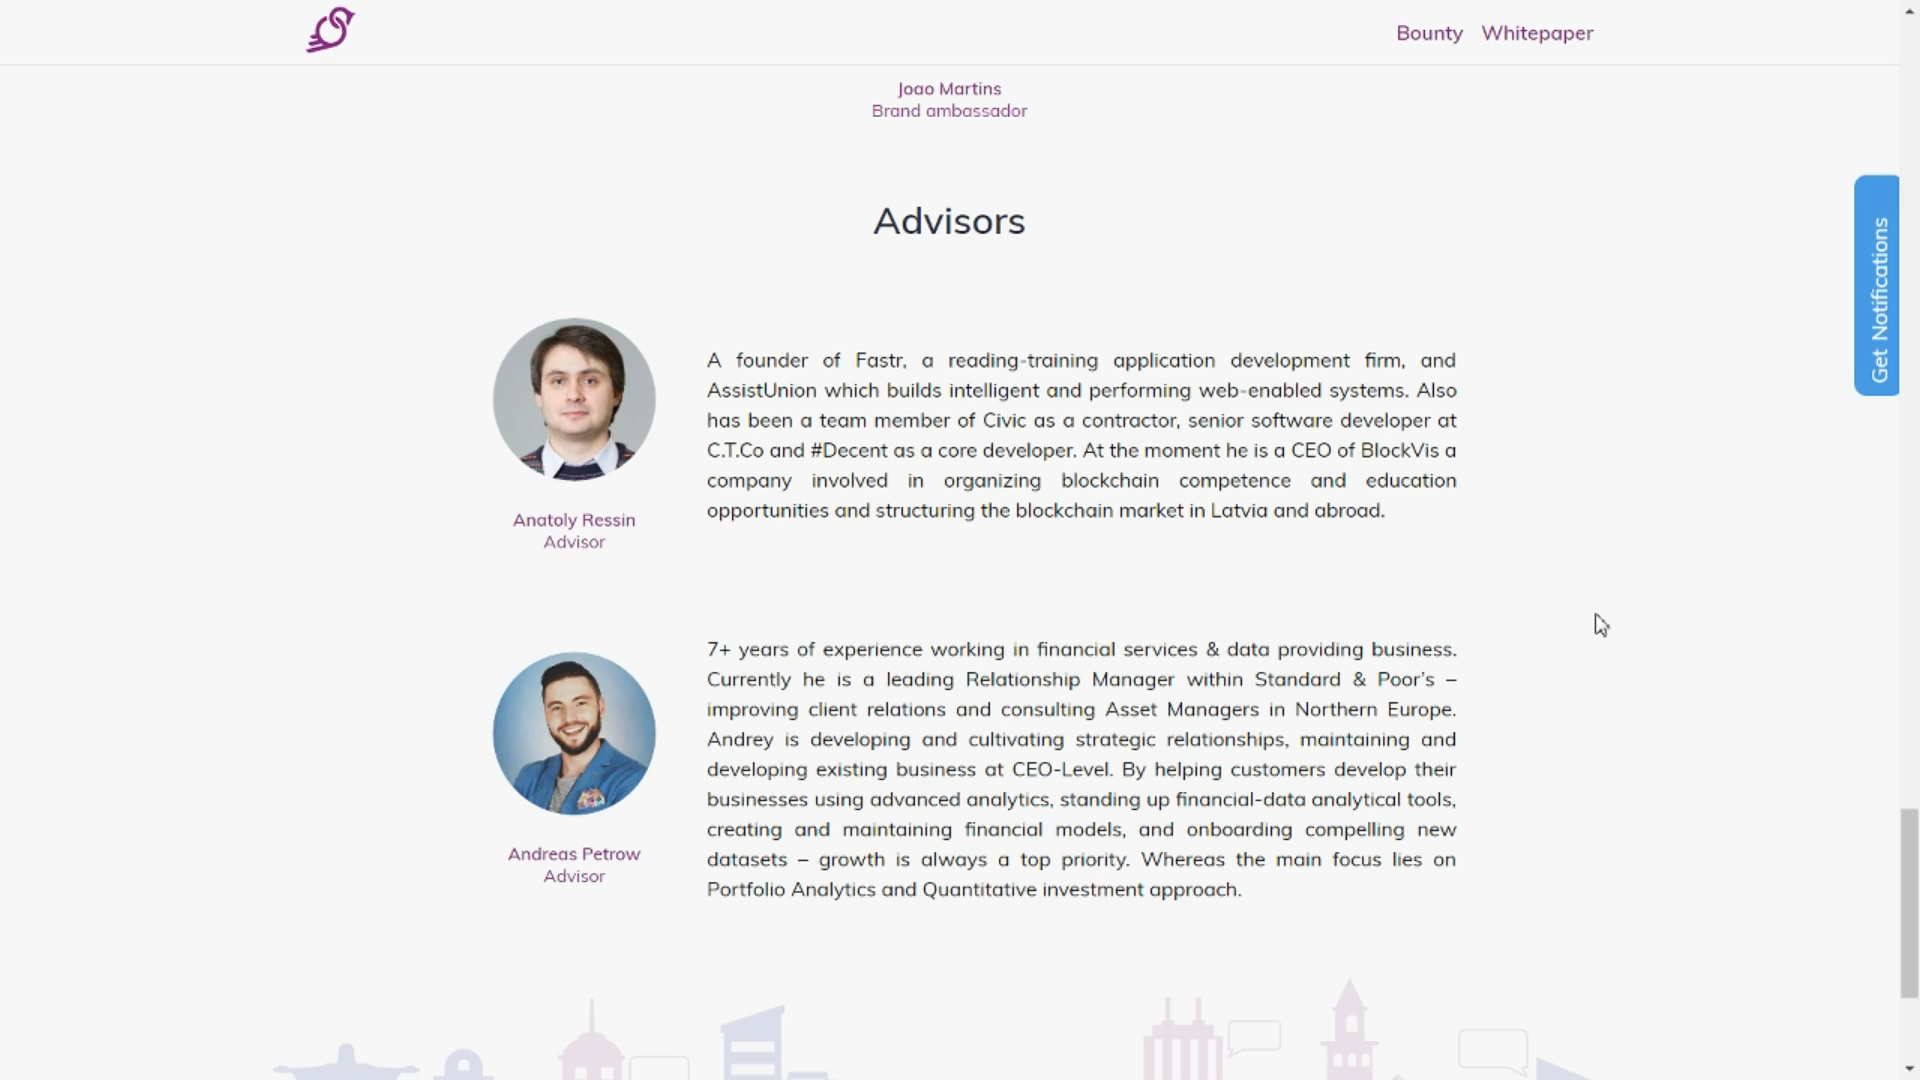 Bounty Whitepaper
Joao Martins
Brand ambassador
Get Notifications
Advisors
A founder of Fastr, a reading-training application development firm, and
AssistUnion which builds intelligent and performing web-enabled systems. Also
has been a team member of Civic as a contractor, senior software developer at
C.T.Co and #Decent as a core developer. At the moment he is a CEO of BlockVis a
company involved in organizing blockchain competence and education
opportunities and structuring the blockchain market in Latvia and abroad.
Anatoly Ressin
Advisor
7+ years of experience working in financial services & data providing business.
Currently he is a leading Relationship Manager within Standard & Poor’s –
improving client relations and consulting Asset Managers in Northern Europe.
Andrey is developing and cultivating strategic relationships, maintaining and
developing existing business at CEO-Level. By helping customers develop their
businesses using advanced analytics, standing up financial-data analytical tools,
creating and maintaining financial models, and onboarding compelling new
datasets – growth is always a top priority. Whereas the main focus lies on
Portfolio Analytics and Quantitative investment approach.
Andreas Petrow
Advisor